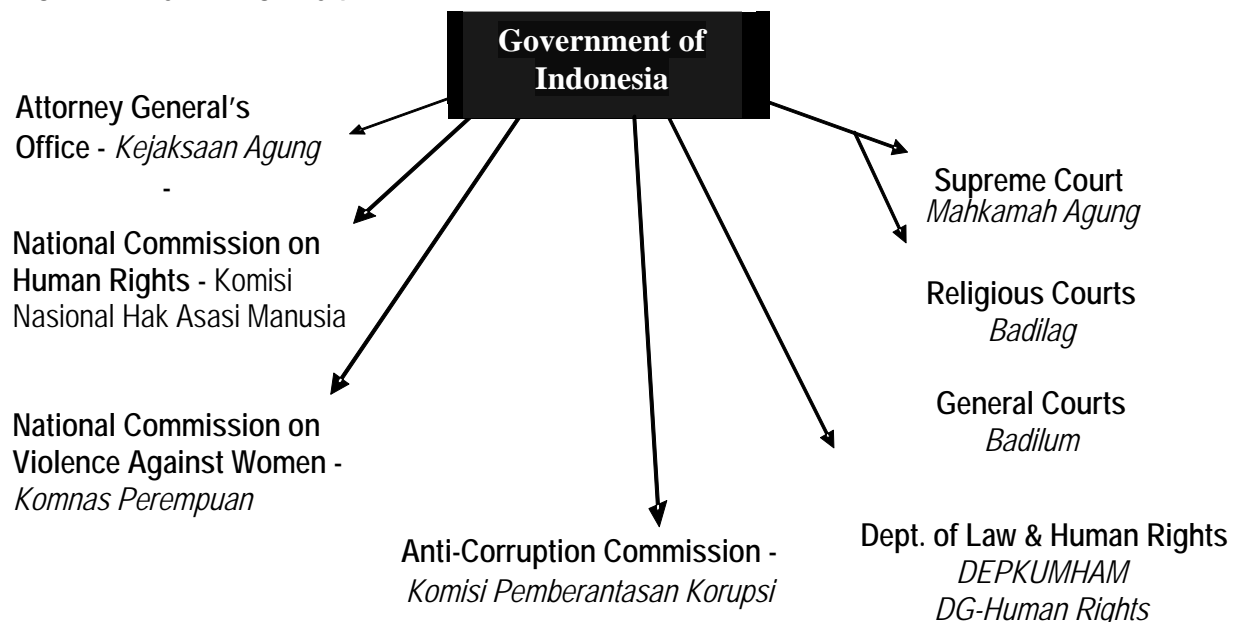 Government of
Indonesia
Attorney General's
Office - Kejaksaan Agung
-
National Commission on
Human Rights - Komisi
Nasional Hak Asasi Manusia
National Commission on
Violence Against Women -
Komnas Perempuan
Anti-Corruption Commission -
Komisi Pemberantasan Korupsi
Supreme Court
Mahkamah Agung
Religious Courts
Badilag
General Courts
Badilum
Dept. of Law & Human Rights
DEPKUMHAM
DG-Human Rights